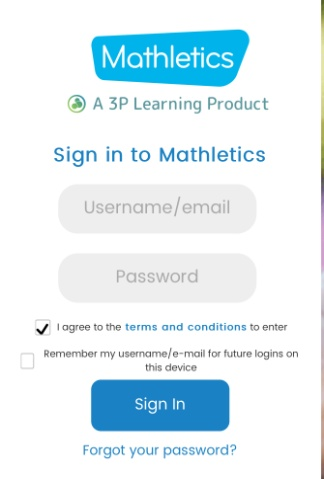 Mathletics
A 3P Learning Product
Sign in to Mathletics
Username/email
Password
I agree to the terms and conditions to enter
Remember my username/e-mail for future logins on
this device
Sign In
Forgot your password?